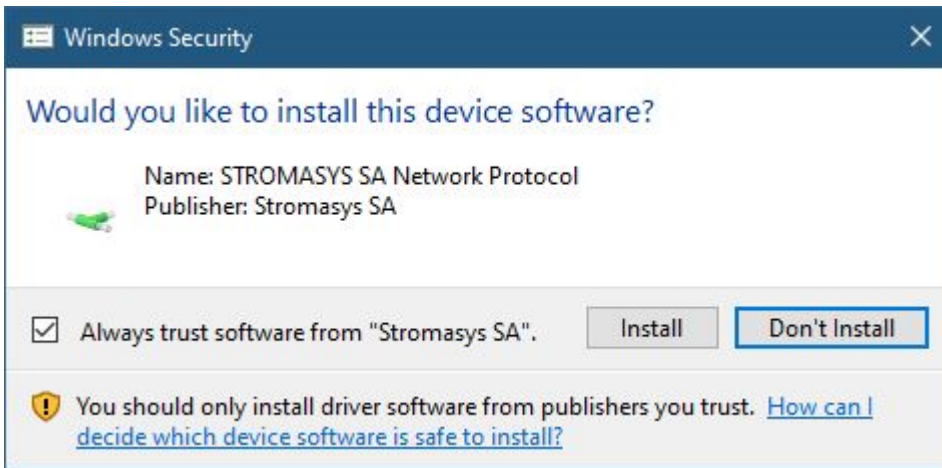 Windows Security
Would you like to install this device software?
Name: STROMASYS SA Network Protocol
Publisher: Stromasys SA
Always trust software from "Stromasys SA".
Install
Don't Install
You should only install driver software from publishers you trust. How can I
decide which device software is safe to install?